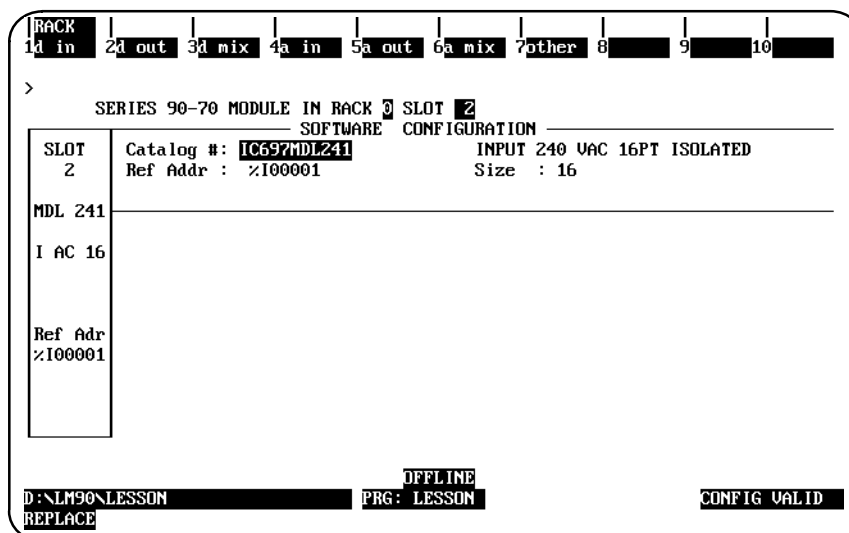 RACK
1d in 2d out 3d mix 4a in 5a out 6a mix 7other 8 9 10
>
SERIES 90-70 MODULE IN RACK 0 SLOT 2
SOFTWARE CONFIGURATION
SLOT Catalog #: IC697MDL241 INPUT 240 VAC 16PT ISOLATED
2 Ref Addr : %I00001 Size : 16
MDL 241
I AC 16
Ref Adr
%I00001
OFFLINE
D:\LM90\LESSON PRG: LESSON CONFIG VALID
REPLACE